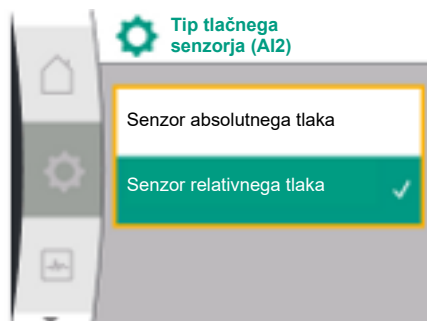 Tip tlačnega
senzorja (AI2)
Senzor absolutnega tlaka
Senzor relativnega tlaka